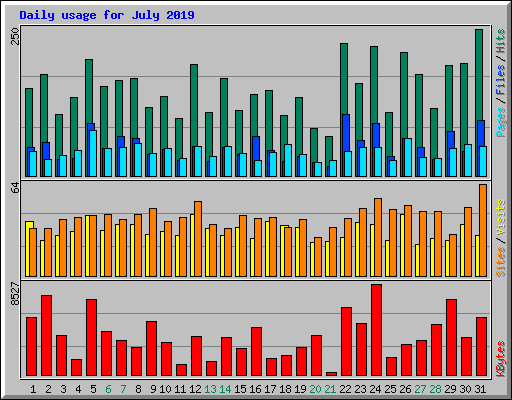 Daily usage for July 2019
250
Pages / Files / Hits
64
Sites / Visits
8527
KBytes
1 2 3 4 5 6 7 8 9 10 11 12 13 14 15 16 17 18 19 20 21 22 23 24 25 26 27 28 29 30 31